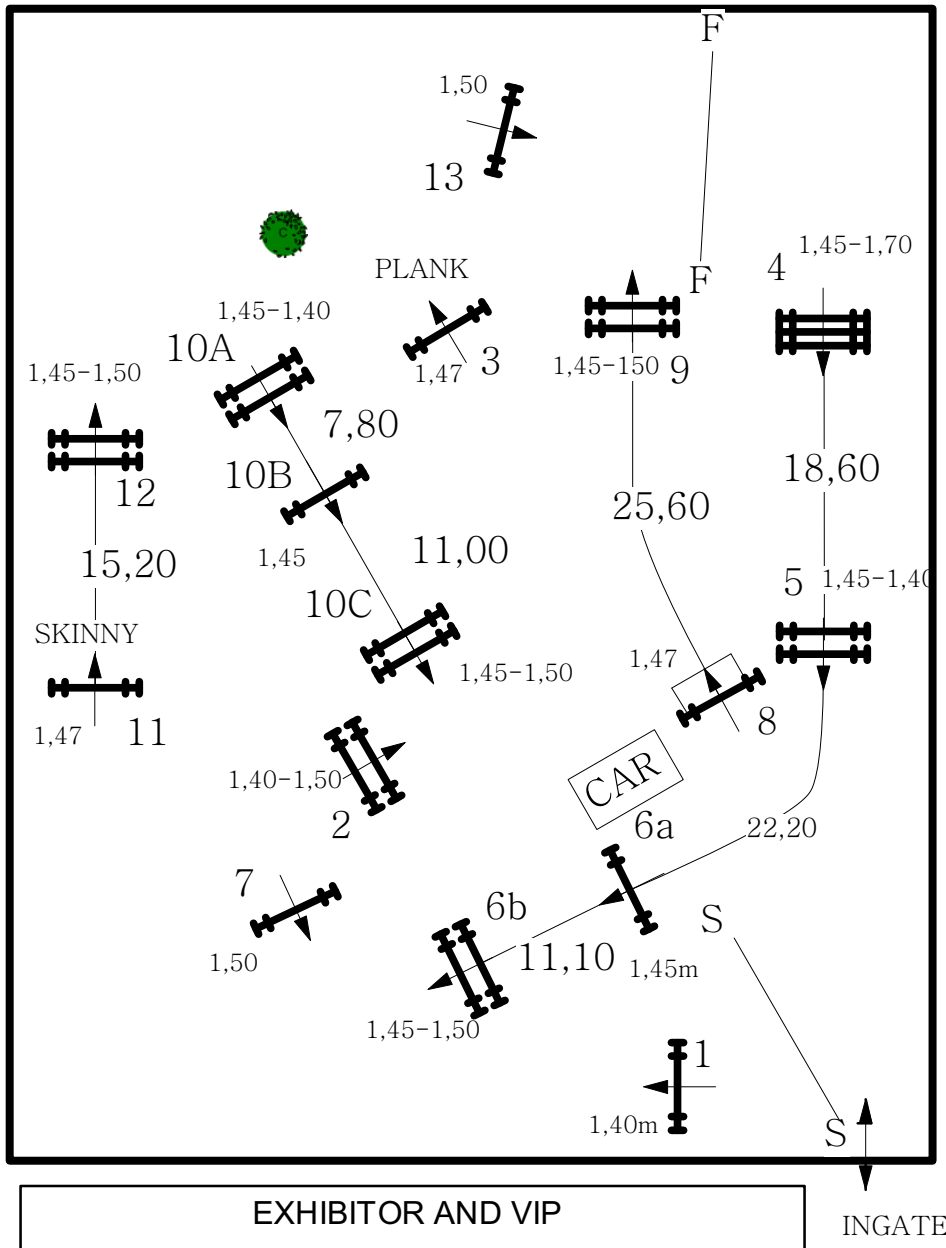 F
1,50
13
C
PLANK
1,45-1,70
4
F
1,45-1,40
10A
3
1,47
1,45-150
9
1,45-1,50
7,80
10B
12
25,60
18,60
15,20
1,45
11,00
10C
5
1,45-1,40
SKINNY
1,47
11
1,45-1,50
1,47
8
1,40-1,50
2
CAR
6a
22,20
7
6b
S
1,50
11,10
1,45m
1,45-1,50
1
1,40m
S
EXHIBITOR AND VIP
INGATE